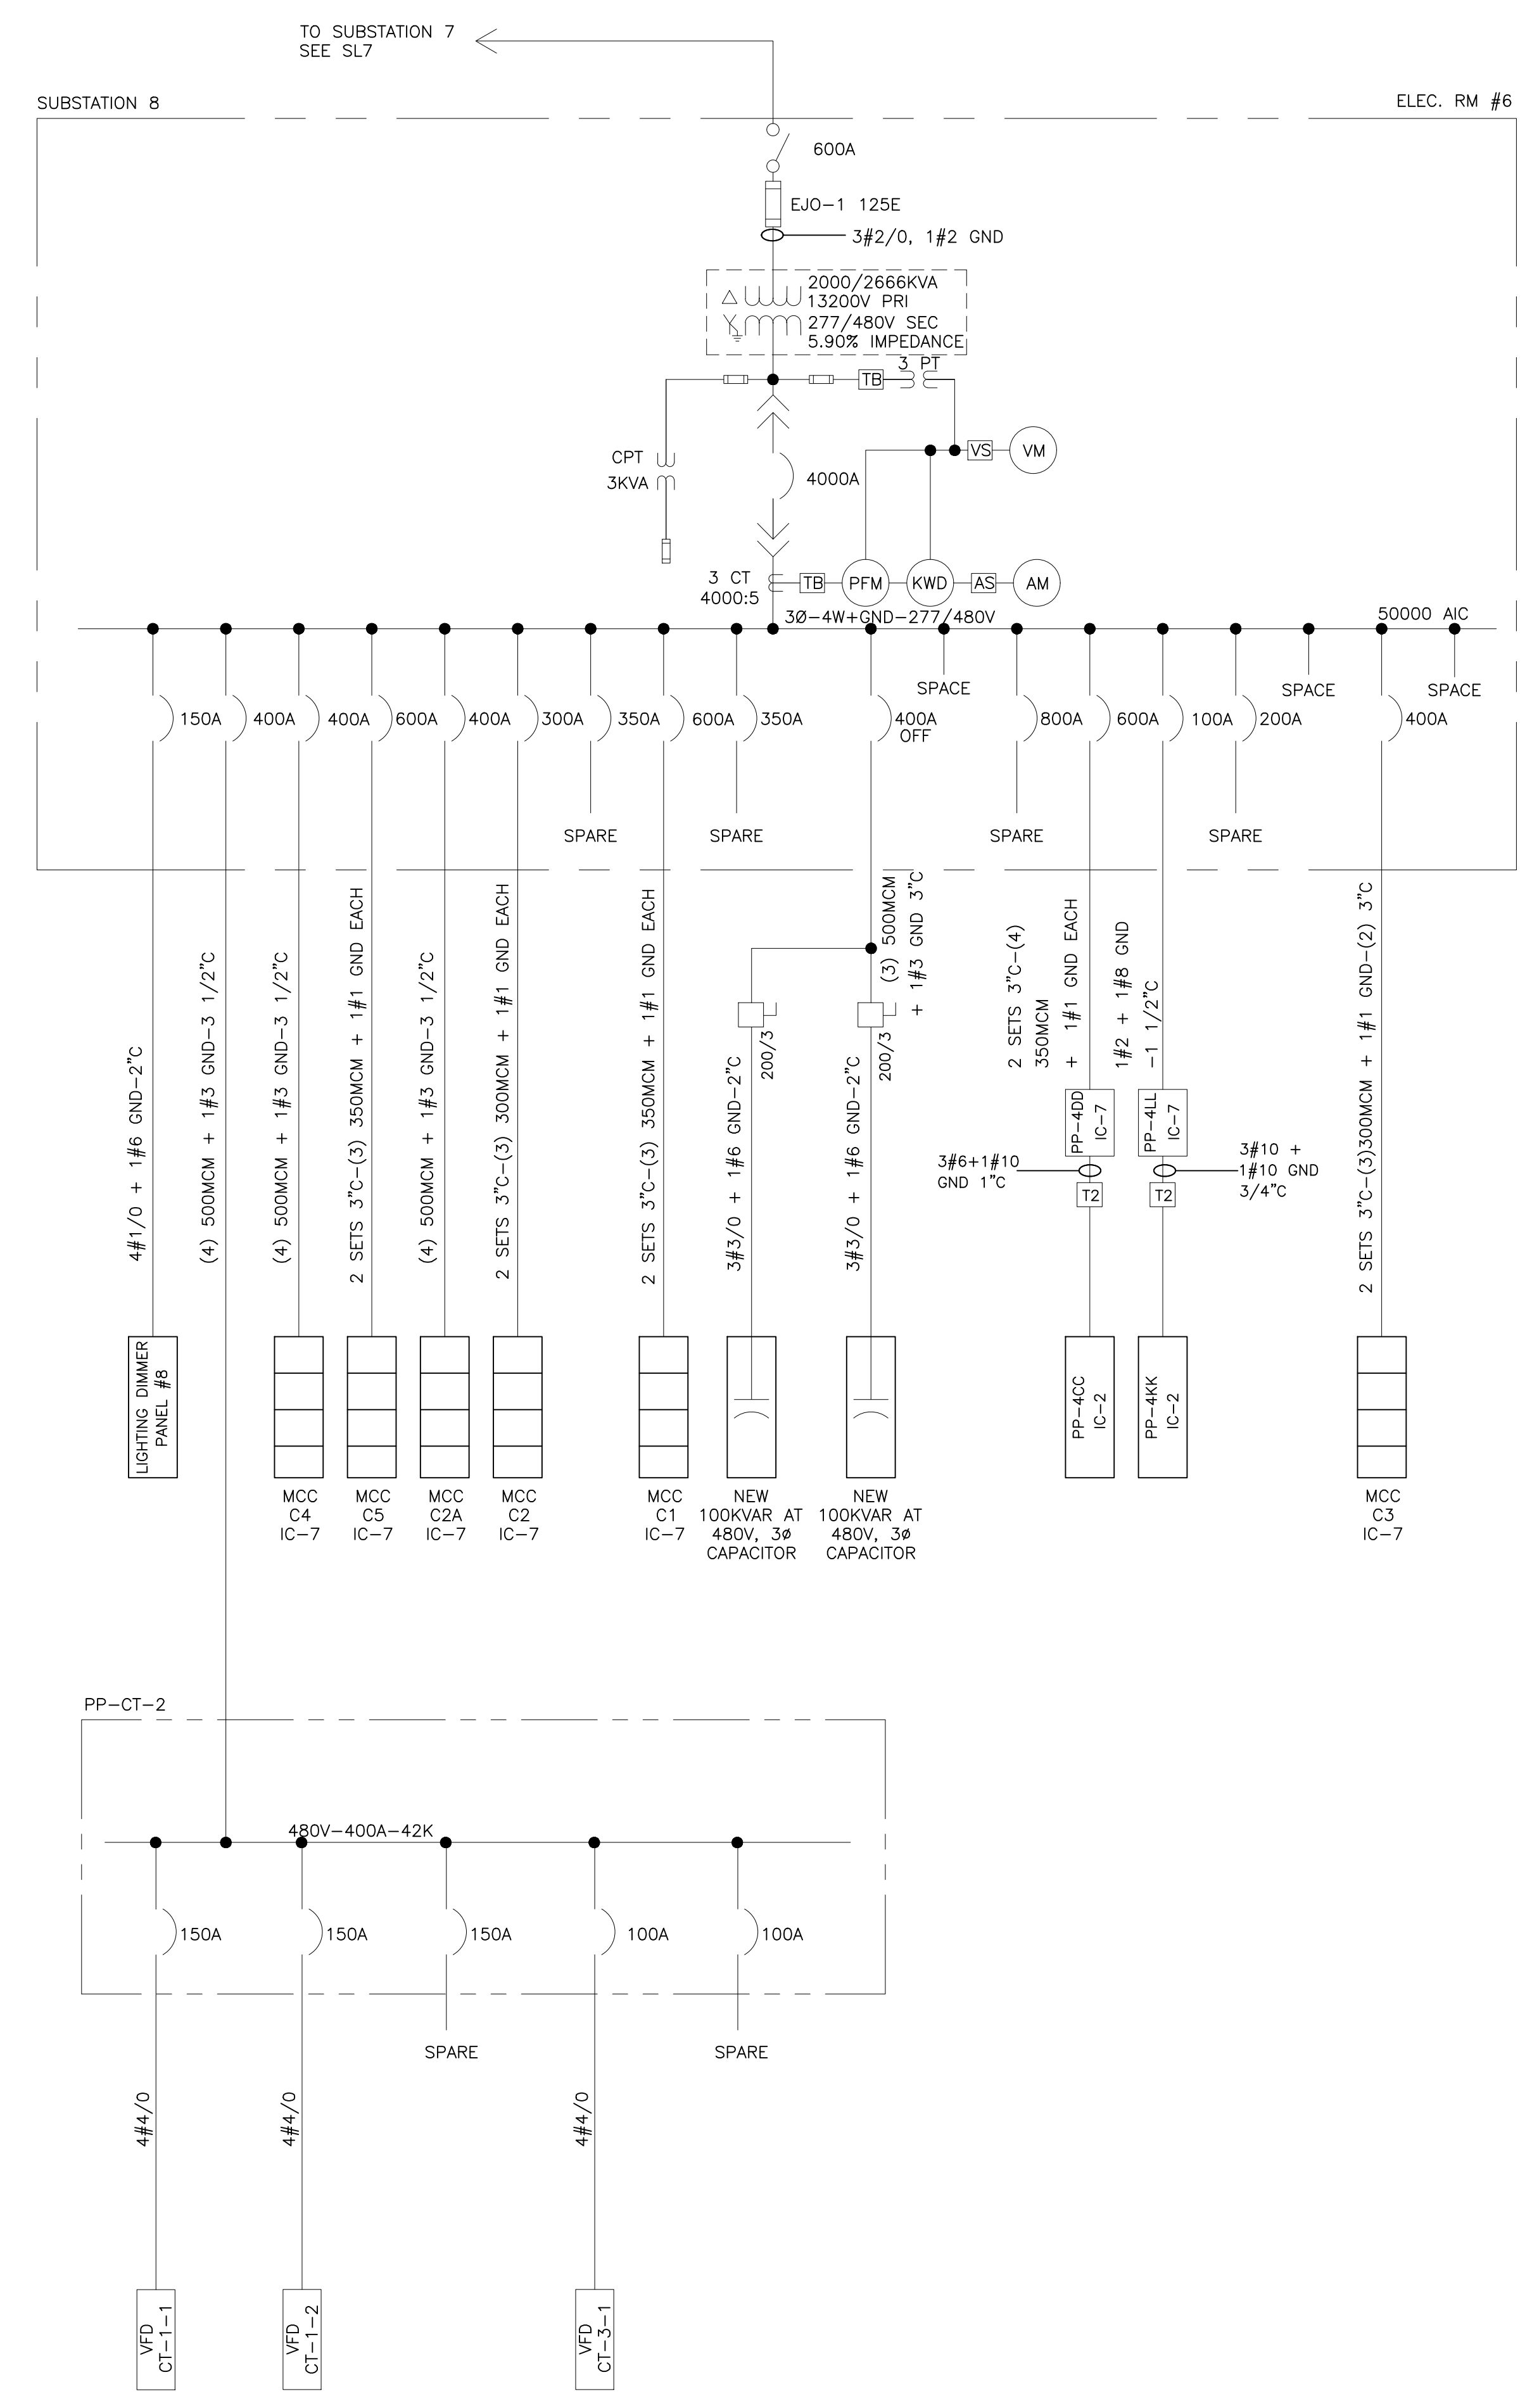 TO SUBSTATION 7
SEE SL7
SUBSTATION 8
ELEC. RM #6
600A
EJO-1 125E
3#2/0, 1#2 GND
2000/2666KVA
13200V PRI
277/480V SEC
5.90% IMPEDANCE
3 PT
TB
VS
VM
CPT
3KVA
4000A
3 CT
4000:5
TB
PFM
KWD
AS
AM
3Ø-4W+GND-277/480V
50000 AIC
150A
400A
400A
600A
400A
300A
350A
600A
350A
400A
OFF
SPACE
800A
600A
100A
200A
SPACE
400A
SPACE
SPARE
SPARE
SPARE
SPARE
4#1/0 + 1#6 GND-2"C
(4) 500MCM + 1#3 GND-3 1/2"C
(4) 500MCM + 1#3 GND-3 1/2"C
2 SETS 3"C-(3) 350MCM + 1#1 GND EACH
(4) 500MCM + 1#3 GND-3 1/2"C
2 SETS 3"C-(3) 300MCM + 1#1 GND EACH
2 SETS 3"C-(3) 350MCM + 1#1 GND EACH
3#3/0 + 1#6 GND-2"C
200/3
3#3/0 + 1#6 GND-2"C
200/3
(3) 500MCM
+ 1#3 GND 3"C
2 SETS 3"C-(4)
350MCM
+ 1#1 GND EACH
1#2 + 1#8 GND
-1 1/2"C
2 SETS 3"C-(3)300MCM + 1#1 GND-(2) 3"C
PP-4DD
IC-7
PP-4LL
IC-7
3#6+1#10
GND 1"C
3#10 +
1#10 GND
3/4"C
T2
T2
LIGHTING DIMMER
PANEL #8
PP-4CC
IC-2
PP-4KK
IC-2
MCC
C4
IC-7
MCC
C5
IC-7
MCC
C2A
IC-7
MCC
C2
IC-7
MCC
C1
IC-7
NEW
100KVAR AT
480V, 3ø
CAPACITOR
NEW
100KVAR AT
480V, 3ø
CAPACITOR
MCC
C3
IC-7
PP-CT-2
480V-400A-42K
150A
150A
150A
100A
100A
SPARE
SPARE
4#4/0
4#4/0
4#4/0
VFD
CT-1-1
VFD
CT-1-2
VFD
CT-3-1